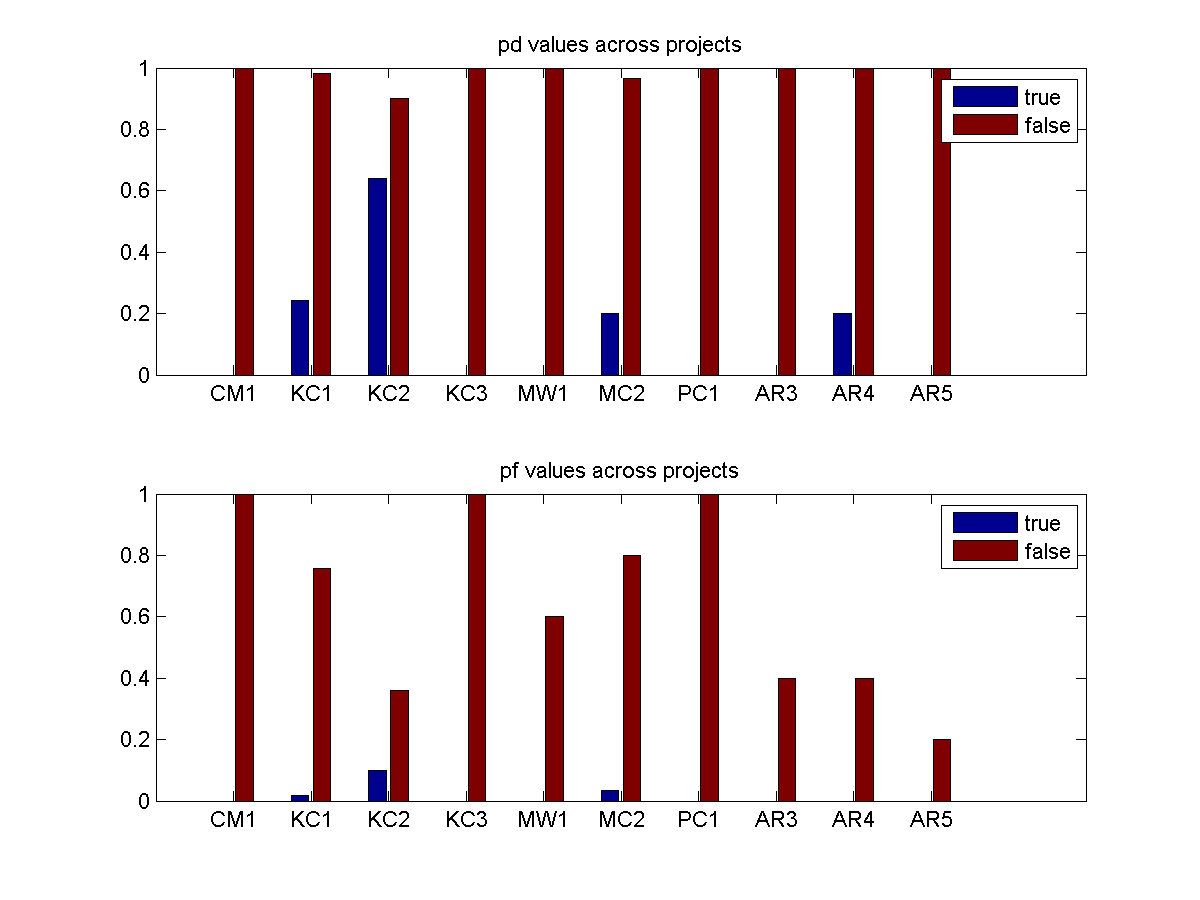 pd values across projects
1
true
false
0.8
0.6
0.4
0.2
0
CM1 KC1 KC2 KC3 MW1 MC2 PC1 AR3 AR4 AR5
pf values across projects
1
true
false
0.8
0.6
0.4
0.2
0
CM1 KC1 KC2 KC3 MW1 MC2 PC1 AR3 AR4 AR5